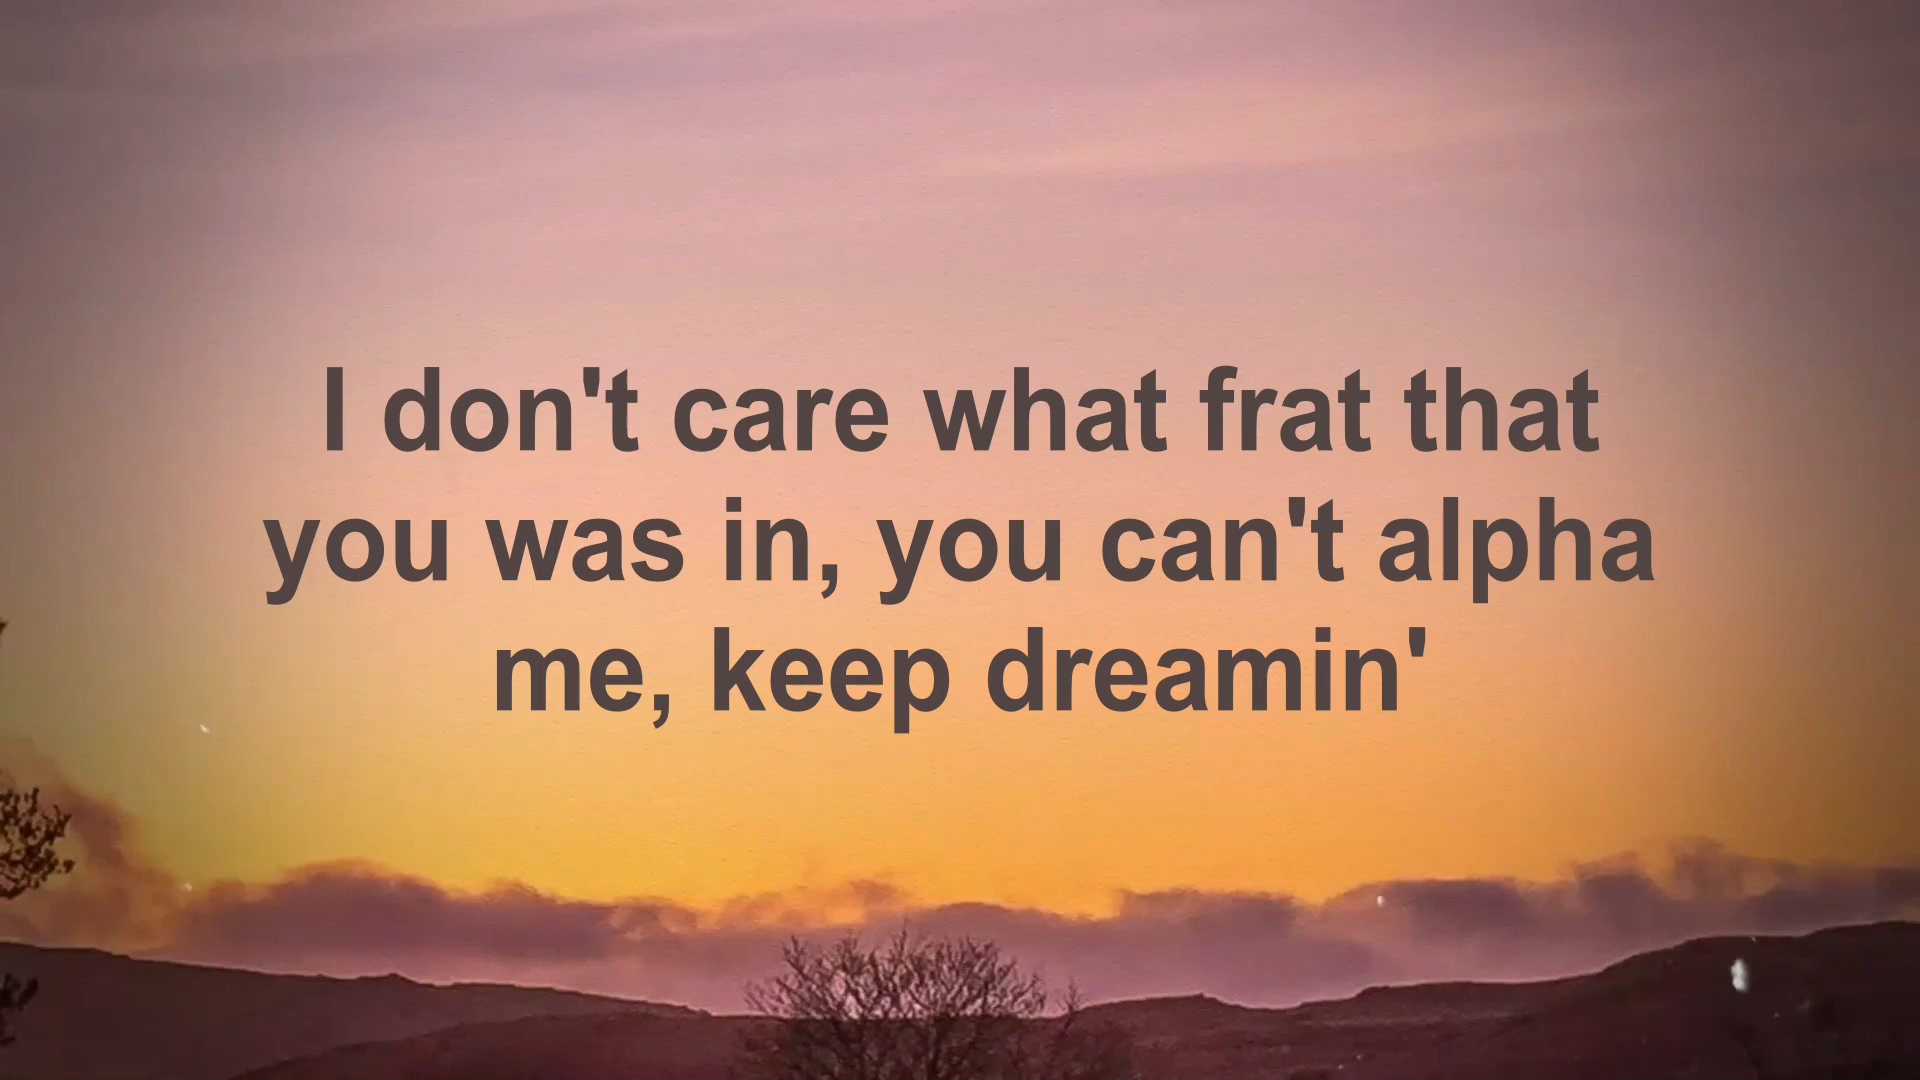 I don't care what frat that
you was in, you can't alpha
me, keep dreamin'